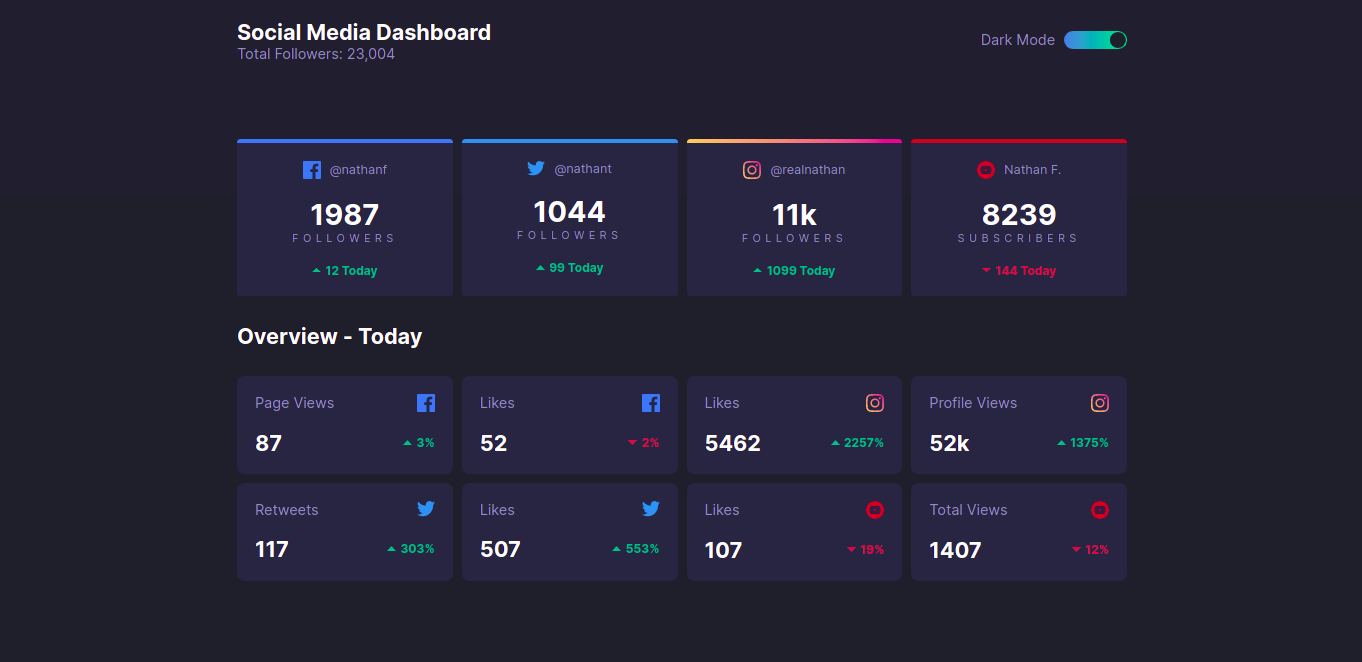 Social Media Dashboard
Total Followers: 23,004
Dark Mode
@nathanf
1987
FOLLOWERS
12 Today
@nathant
1044
FOLLOWERS
99 Today
@realnathan
11k
FOLLOWERS
1099 Today
Nathan F.
8239
SUBSCRIBERS
144 Today
Overview - Today
Page Views
87
3%
Likes
52
2%
Likes
5462
2257%
Profile Views
52k
1375%
Retweets
117
303%
Likes
507
553%
Likes
107
19%
Total Views
1407
12%